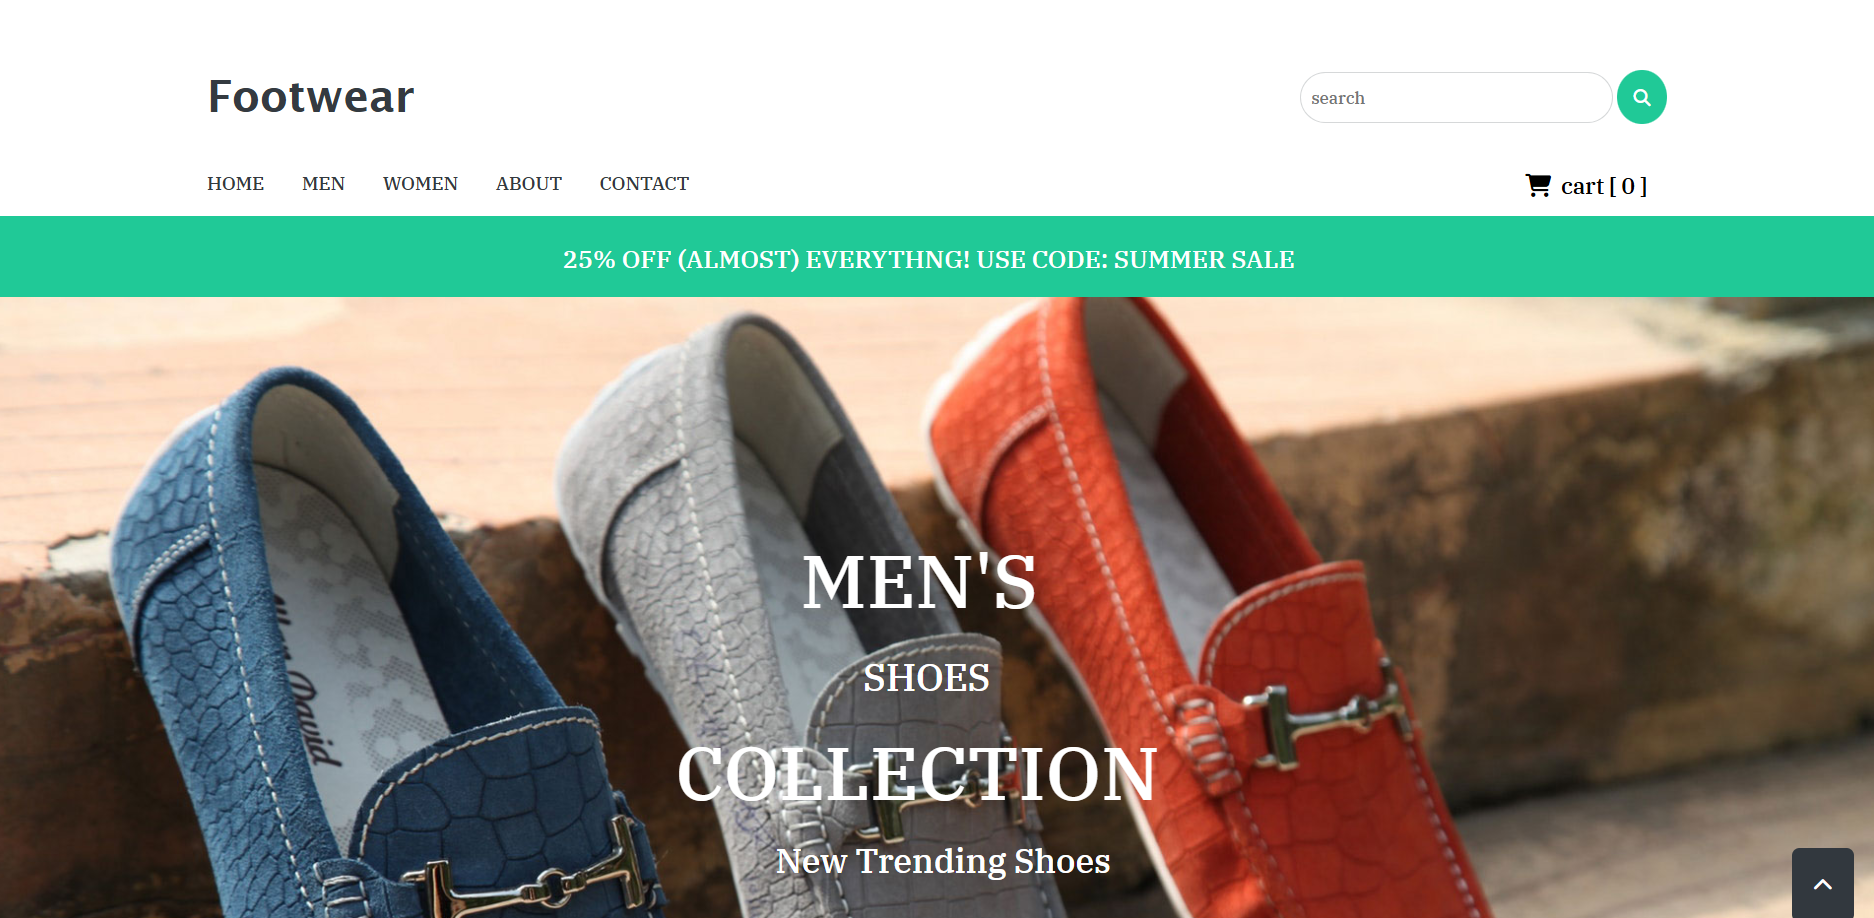 Footwear
search
HOME MEN WOMEN ABOUT CONTACT
cart [ 0 ]
25% OFF (ALMOST) EVERYTHNG! USE CODE: SUMMER SALE
MEN'S
SHOES
COLLECTION
New Trending Shoes
David